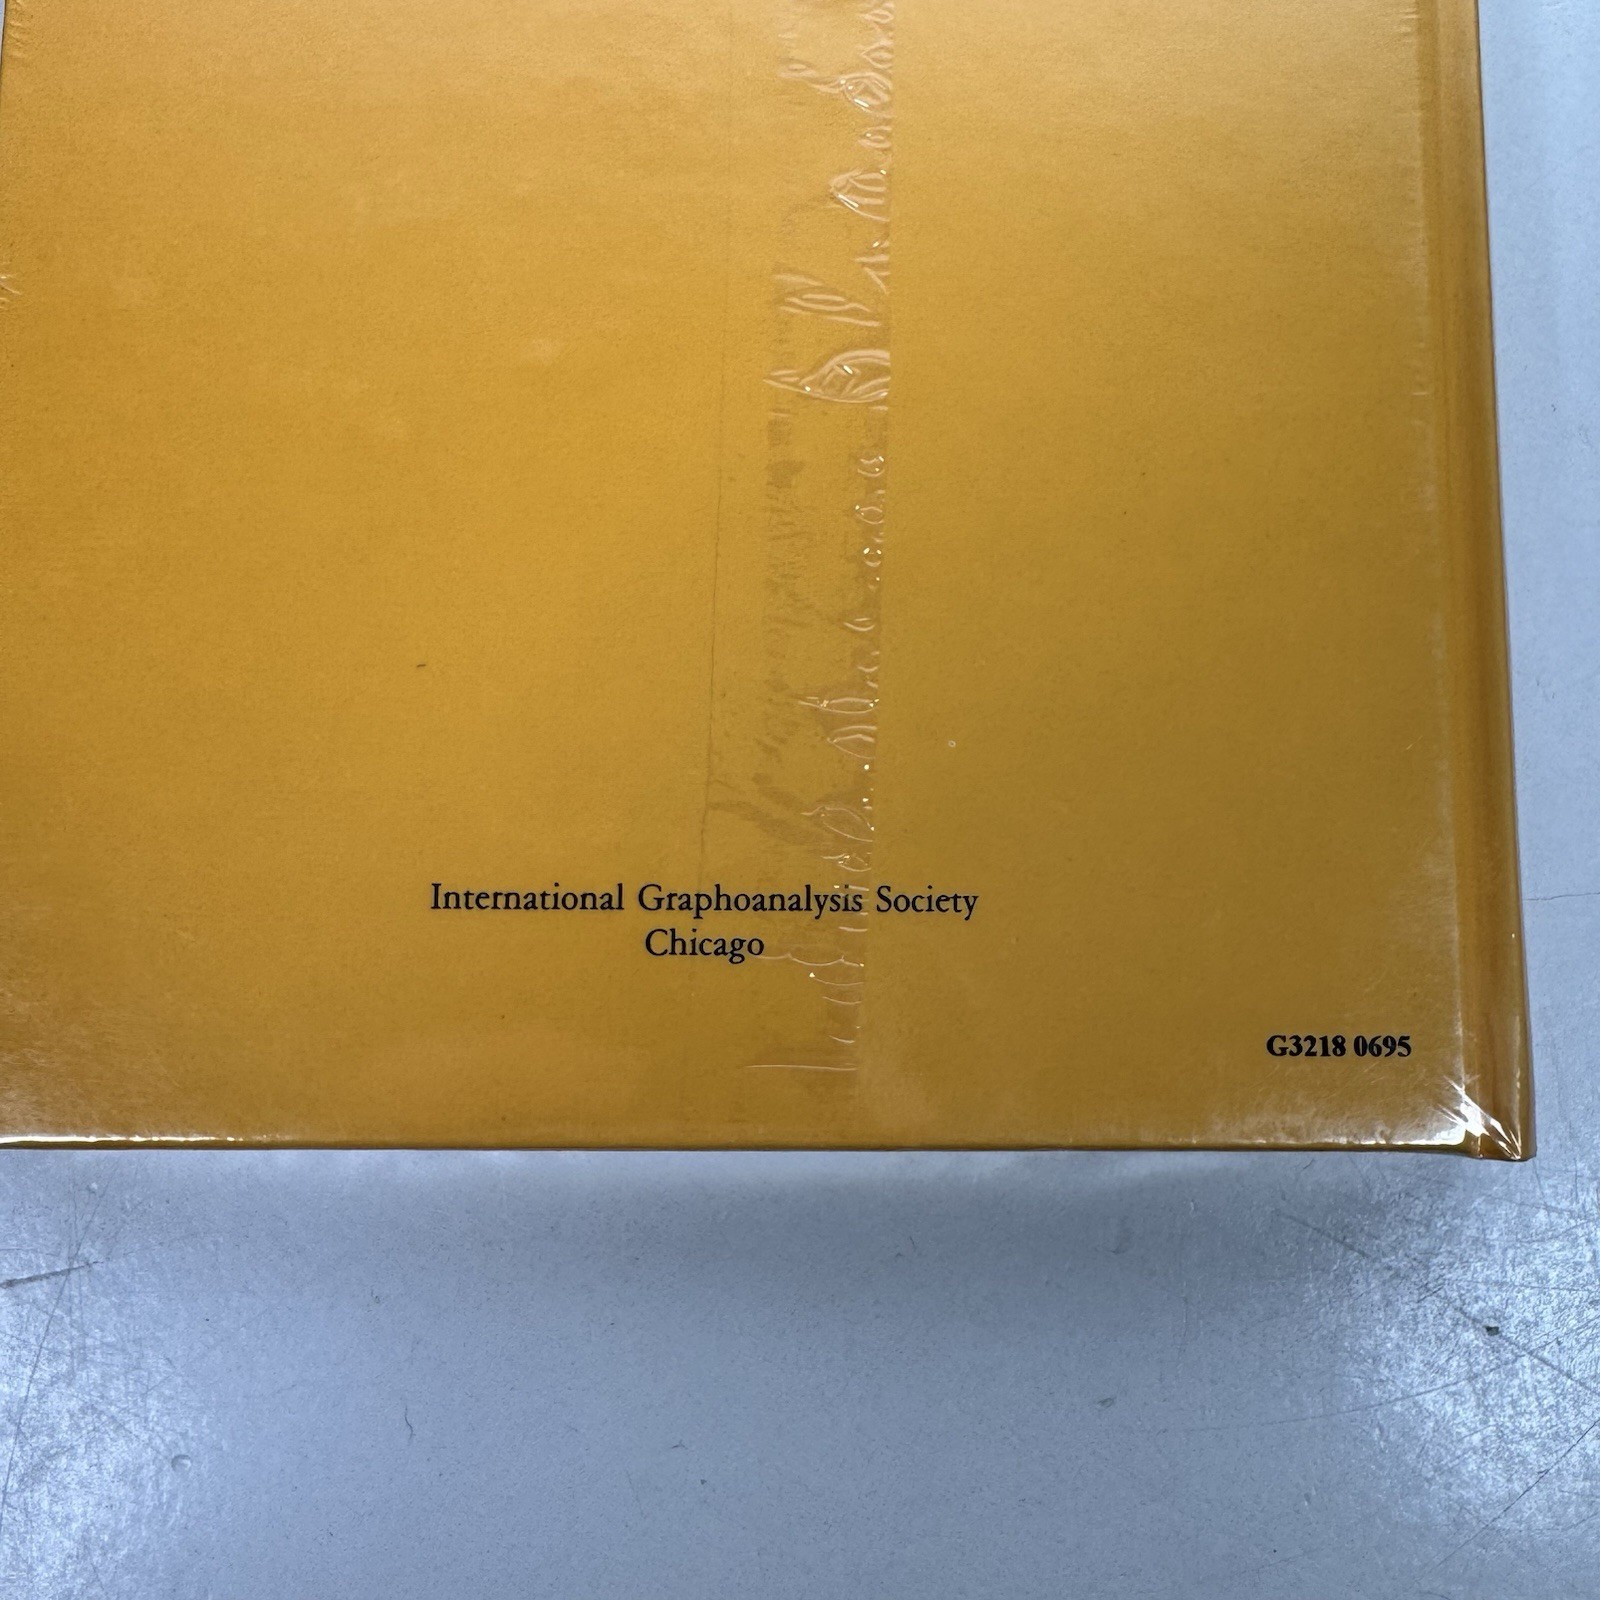 International Graphoanalysis Society
Chicago
G3218 0695